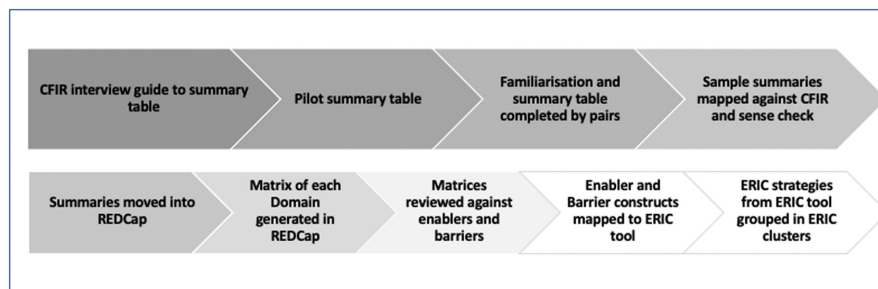 CFIR interview guide to summary
table
Pilot summary table
Familiarisation and
summary table
completed by pairs
Sample summaries
mapped against CFIR
and sense check
Summaries moved into
REDCap
Matrix of each
Domain
generated in
REDCap
Matrices
reviewed against
enablers and
barriers
Enabler and
Barrier constructs
mapped to ERIC
tool
ERIC strategies
from ERIC tool
grouped in ERIC
clusters